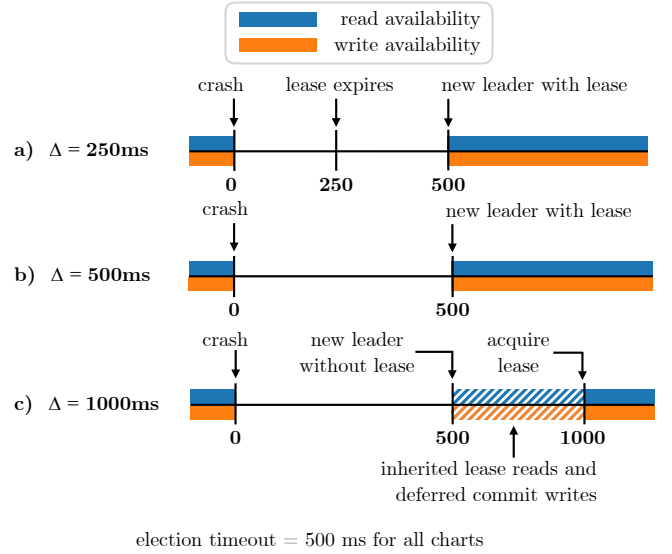 read availability
write availability
crash lease expires new leader with lease
a) Δ = 250ms
0 250 500
crash new leader with lease
b) Δ = 500ms
0 500
crash new leader without lease acquire lease
c) Δ = 1000ms
0 500 1000
inherited lease reads and
deferred commit writes
election timeout = 500 ms for all charts